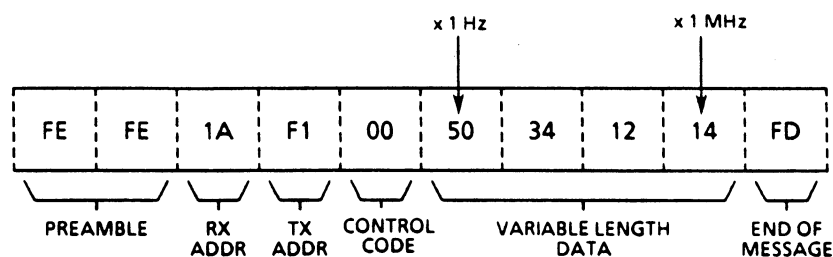 x 1 Hz x 1 MHz
FE FE 1A F1 00 50 34 12 14 FD
PREAMBLE RX ADDR TX ADDR CONTROL CODE VARIABLE LENGTH DATA END OF MESSAGE